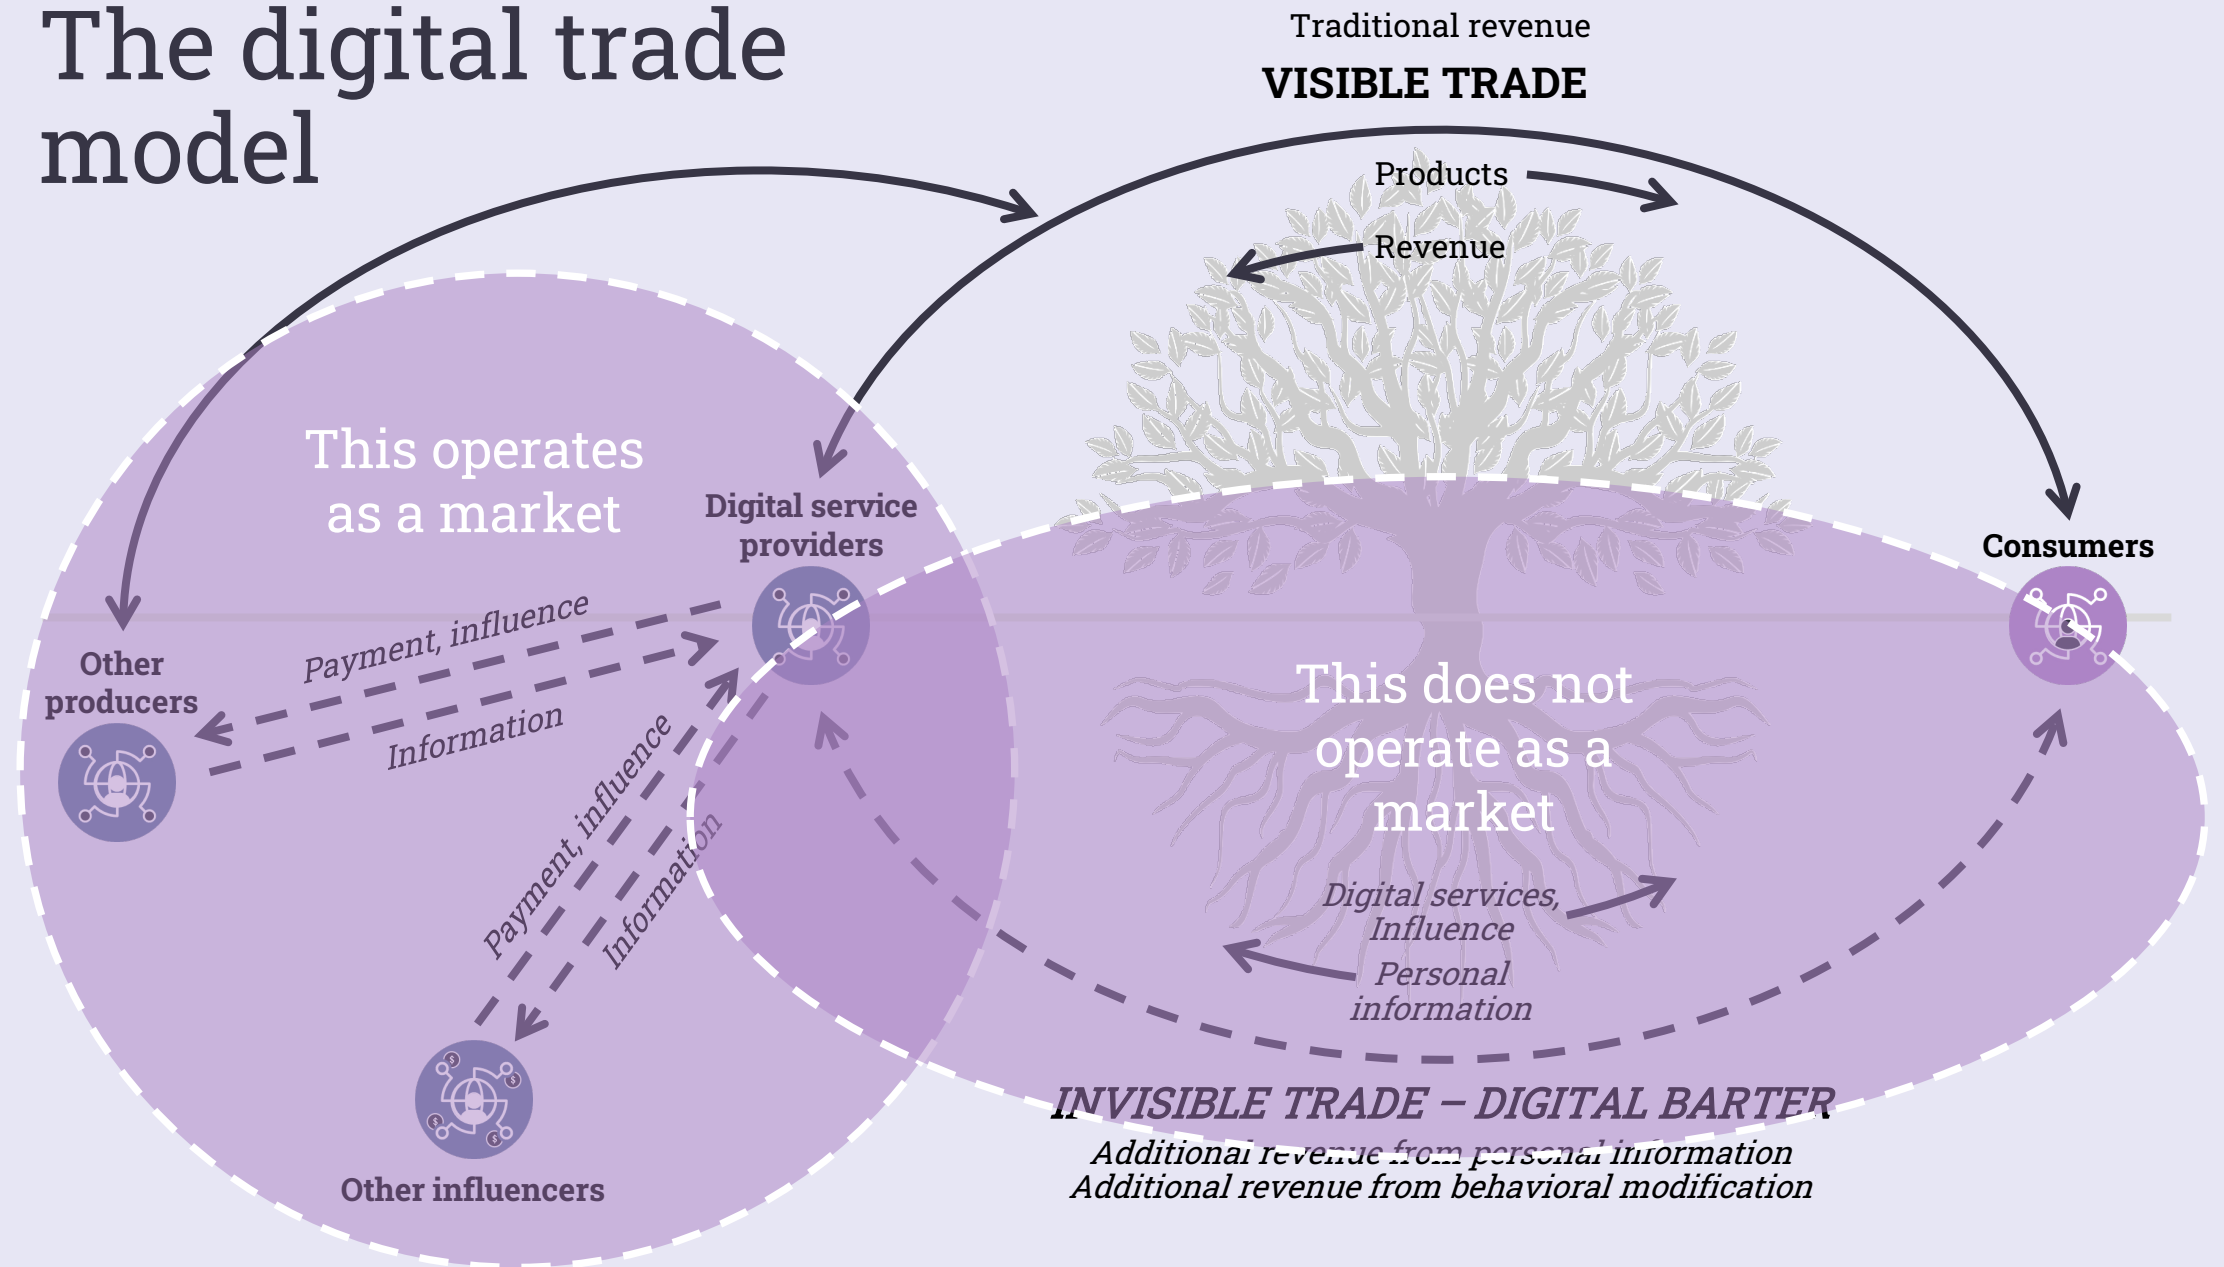 The digital trade
model
Traditional revenue
VISIBLE TRADE
Products
Revenue
This operates
as a market
Digital service
providers
Consumers
Payment, influence
Information
Other
producers
Payment, influence
Information
Other influencers
This does not
operate as a
market
Digital services,
Influence
Personal
information
INVISIBLE TRADE – DIGITAL BARTER
Additional revenue from personal information
Additional revenue from behavioral modification